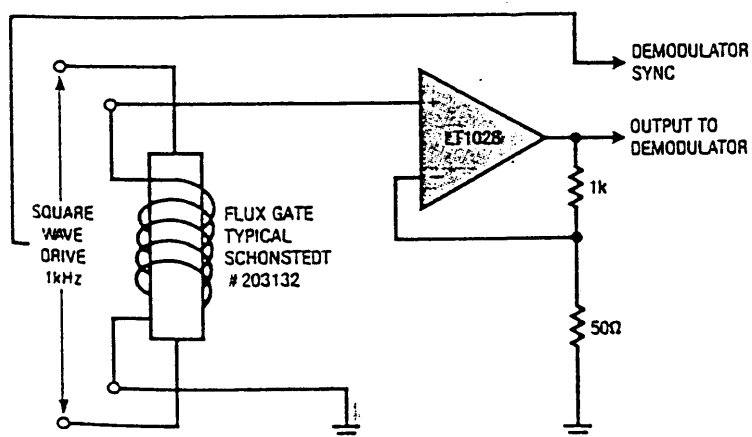 DEMODULATOR
SYNC
+
LT1028
OUTPUT TO
DEMODULATOR
−
1k
SQUARE
WAVE
DRIVE
1kHz
FLUX GATE
TYPICAL
SCHONSTEDT
# 203132
50Ω